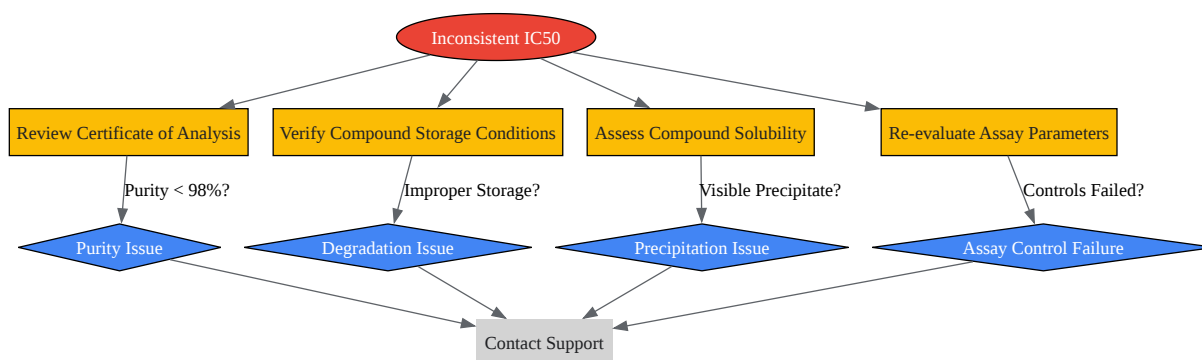 Inconsistent IC50
Review Certificate of Analysis
Verify Compound Storage Conditions
Assess Compound Solubility
Re-evaluate Assay Parameters
Purity < 98%?
Improper Storage?
Visible Precipitate?
Controls Failed?
Purity Issue
Degradation Issue
Precipitation Issue
Assay Control Failure
Contact Support